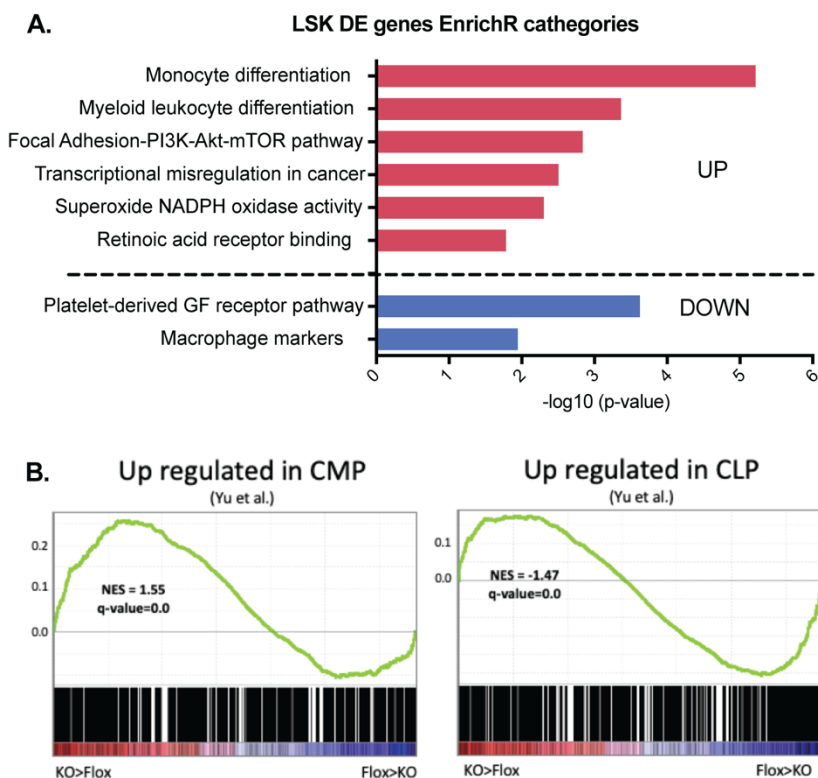 A.
LSK DE genes EnrichR cathegories
Monocyte differentiation
Myeloid leukocyte differentiation
Focal Adhesion-PI3K-Akt-mTOR pathway
Transcriptional misregulation in cancer
Superoxide NADPH oxidase activity
Retinoic acid receptor binding
UP
Platelet-derived GF receptor pathway
Macrophage markers
DOWN
0 1 2 3 4 5 6
-log10 (p-value)
B.
Up regulated in CMP
(Yu et al.)
0.2
0.1
0.0
NES = 1.55
q-value=0.0
KO>Flox Flox>KO
Up regulated in CLP
(Yu et al.)
0.1
0.0
NES = -1.47
q-value=0.0
KO>Flox Flox>KO